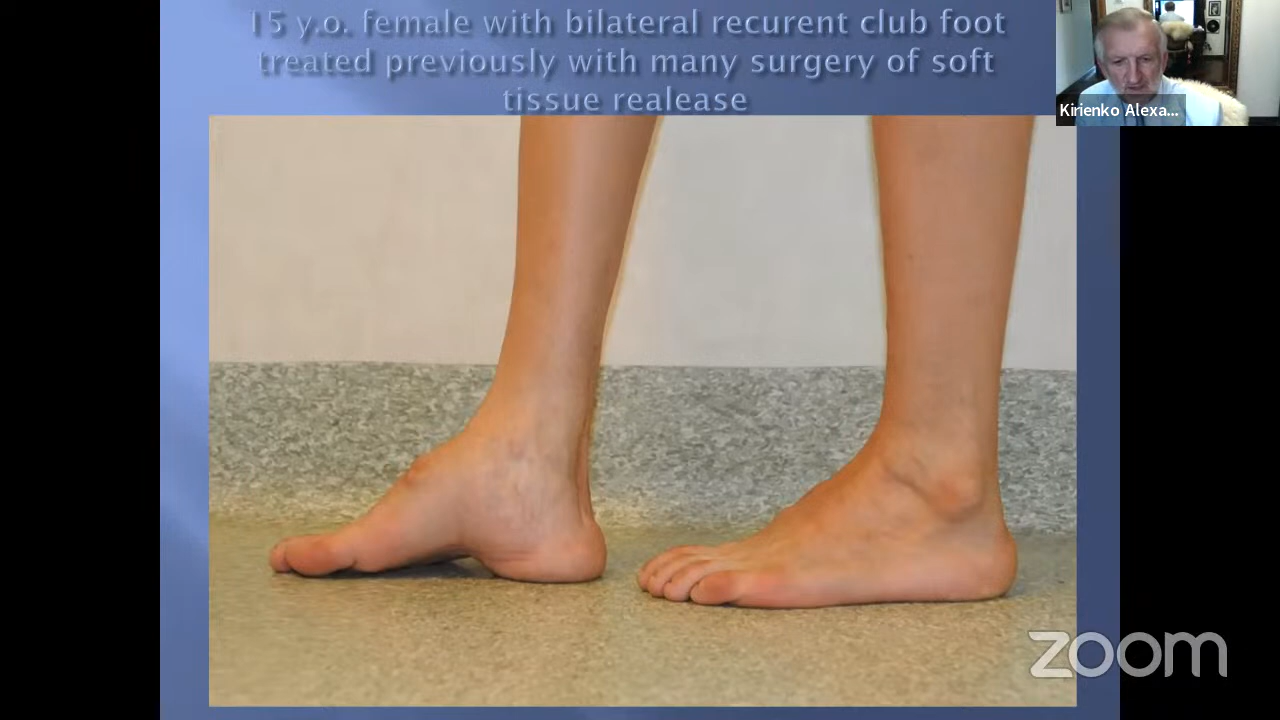 15 y.o. female with bilateral recurent club foot
treated previously with many surgery of soft
tissue realease
Kirienko Alexa...
zoom